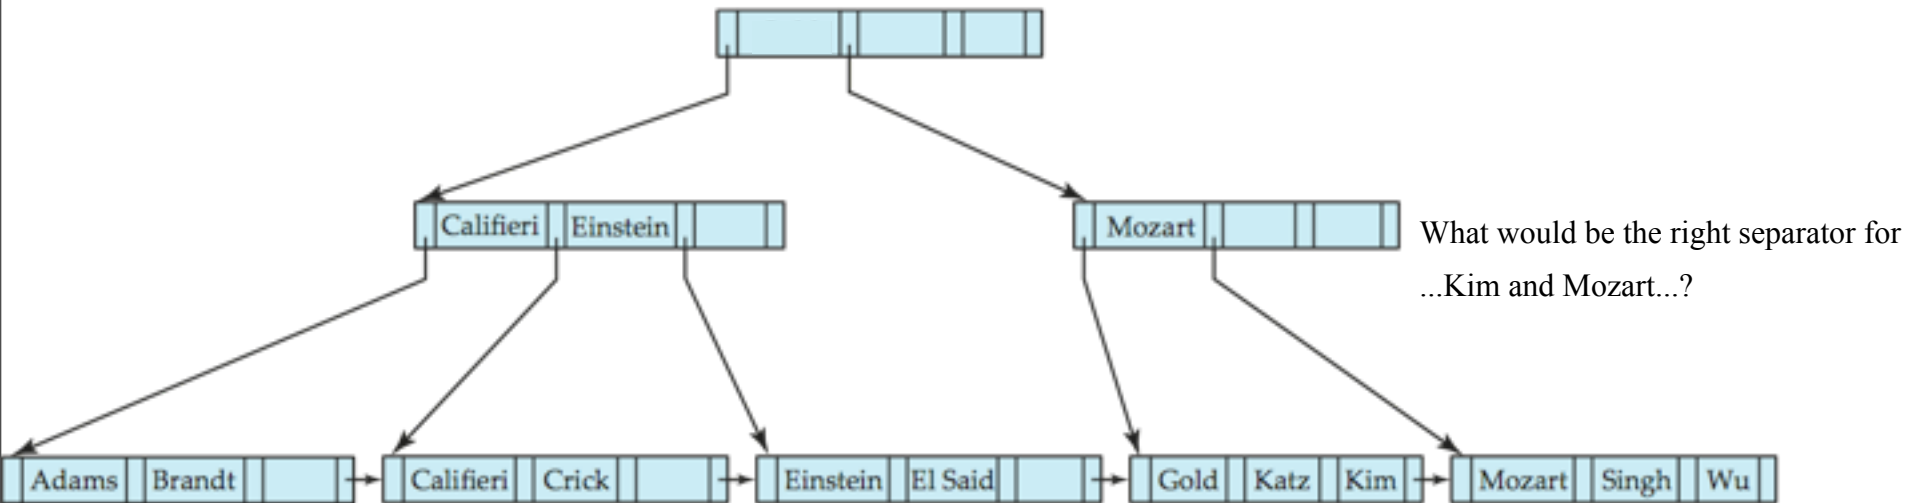 Califieri Einstein
Mozart
What would be the right separator for
...Kim and Mozart...?
Adams Brandt
Califieri Crick
Einstein El Said
Gold Katz Kim
Mozart Singh Wu